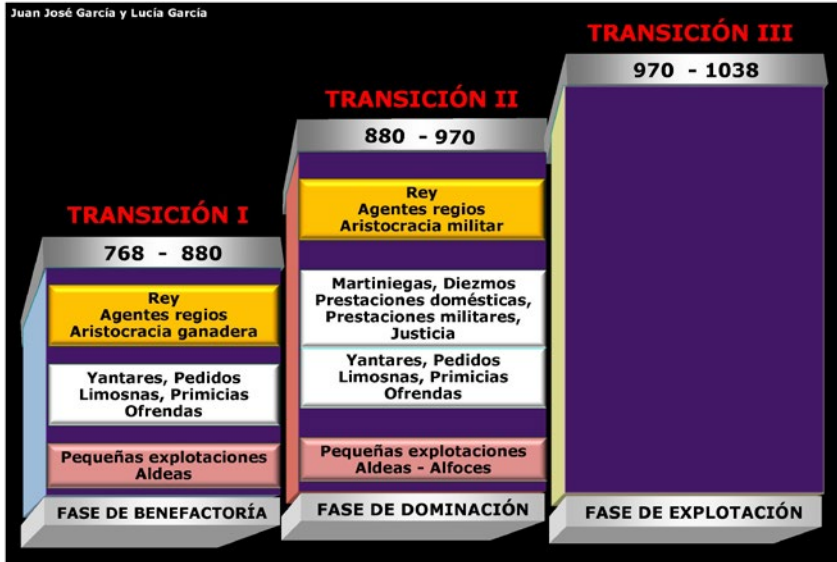 Juan José García y Lucía García
TRANSICIÓN I
768 - 880
Rey
Agentes regios
Aristocracia ganadera
Yantares, Pedidos
Limosnas, Primicias
Ofrendas
Pequeñas explotaciones
Aldeas
FASE DE BENEFACTORÍA
TRANSICIÓN II
880 - 970
Rey
Agentes regios
Aristocracia militar
Martiniegas, Diezmos
Prestaciones domésticas,
Prestaciones militares,
Justicia
Yantares, Pedidos
Limosnas, Primicias
Ofrendas
Pequeñas explotaciones
Aldeas - Alfoces
FASE DE DOMINACIÓN
TRANSICIÓN III
970 - 1038
FASE DE EXPLOTACIÓN